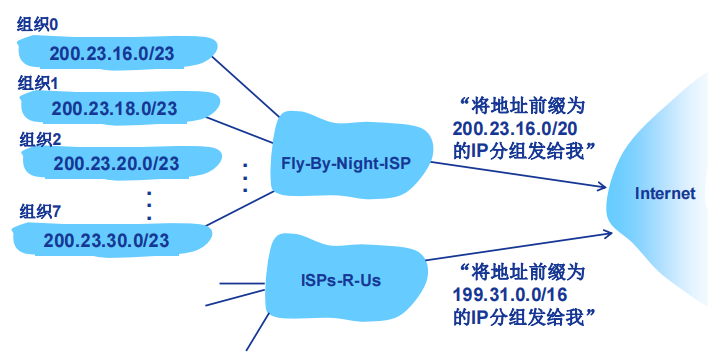 组织0
200.23.16.0/23
组织1
200.23.18.0/23
组织2
200.23.20.0/23
组织7
200.23.30.0/23
Fly-By-Night-ISP
“将地址前缀为
200.23.16.0/20
的IP分组发给我”
Internet
ISPs-R-Us
“将地址前缀为
199.31.0.0/16
的IP分组发给我”